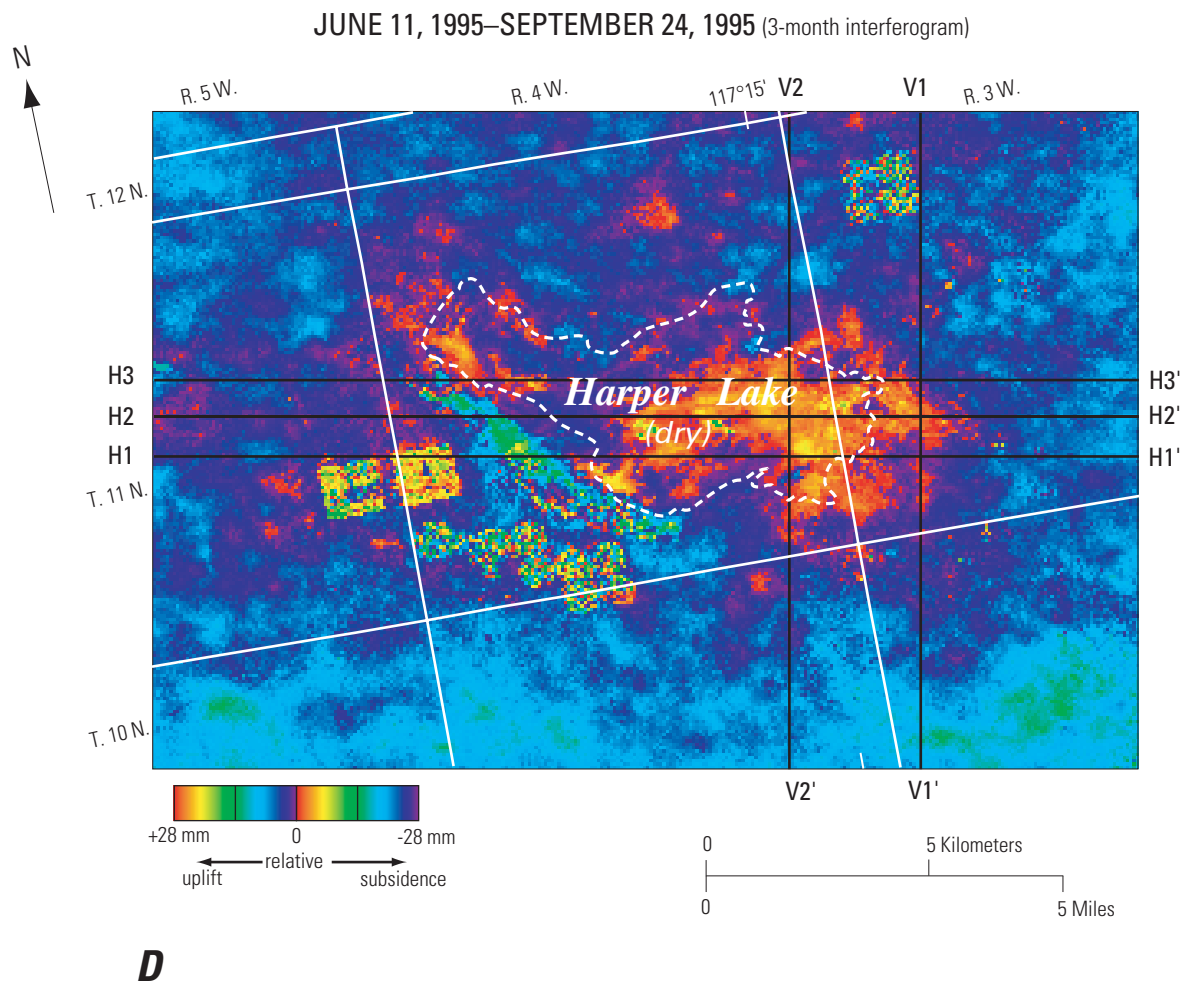 JUNE 11, 1995–SEPTEMBER 24, 1995 (3-month interferogram)
N
R. 5 W.
R. 4 W.
117°15'
V2
V1
R. 3 W.
T. 12 N.
H3
H3'
Harper Lake
H2
H2'
(dry)
H1
H1'
T. 11 N.
T. 10 N.
V2'
V1'
+28 mm
0
-28 mm
relative
uplift
subsidence
0
5 Kilometers
0
5 Miles
D